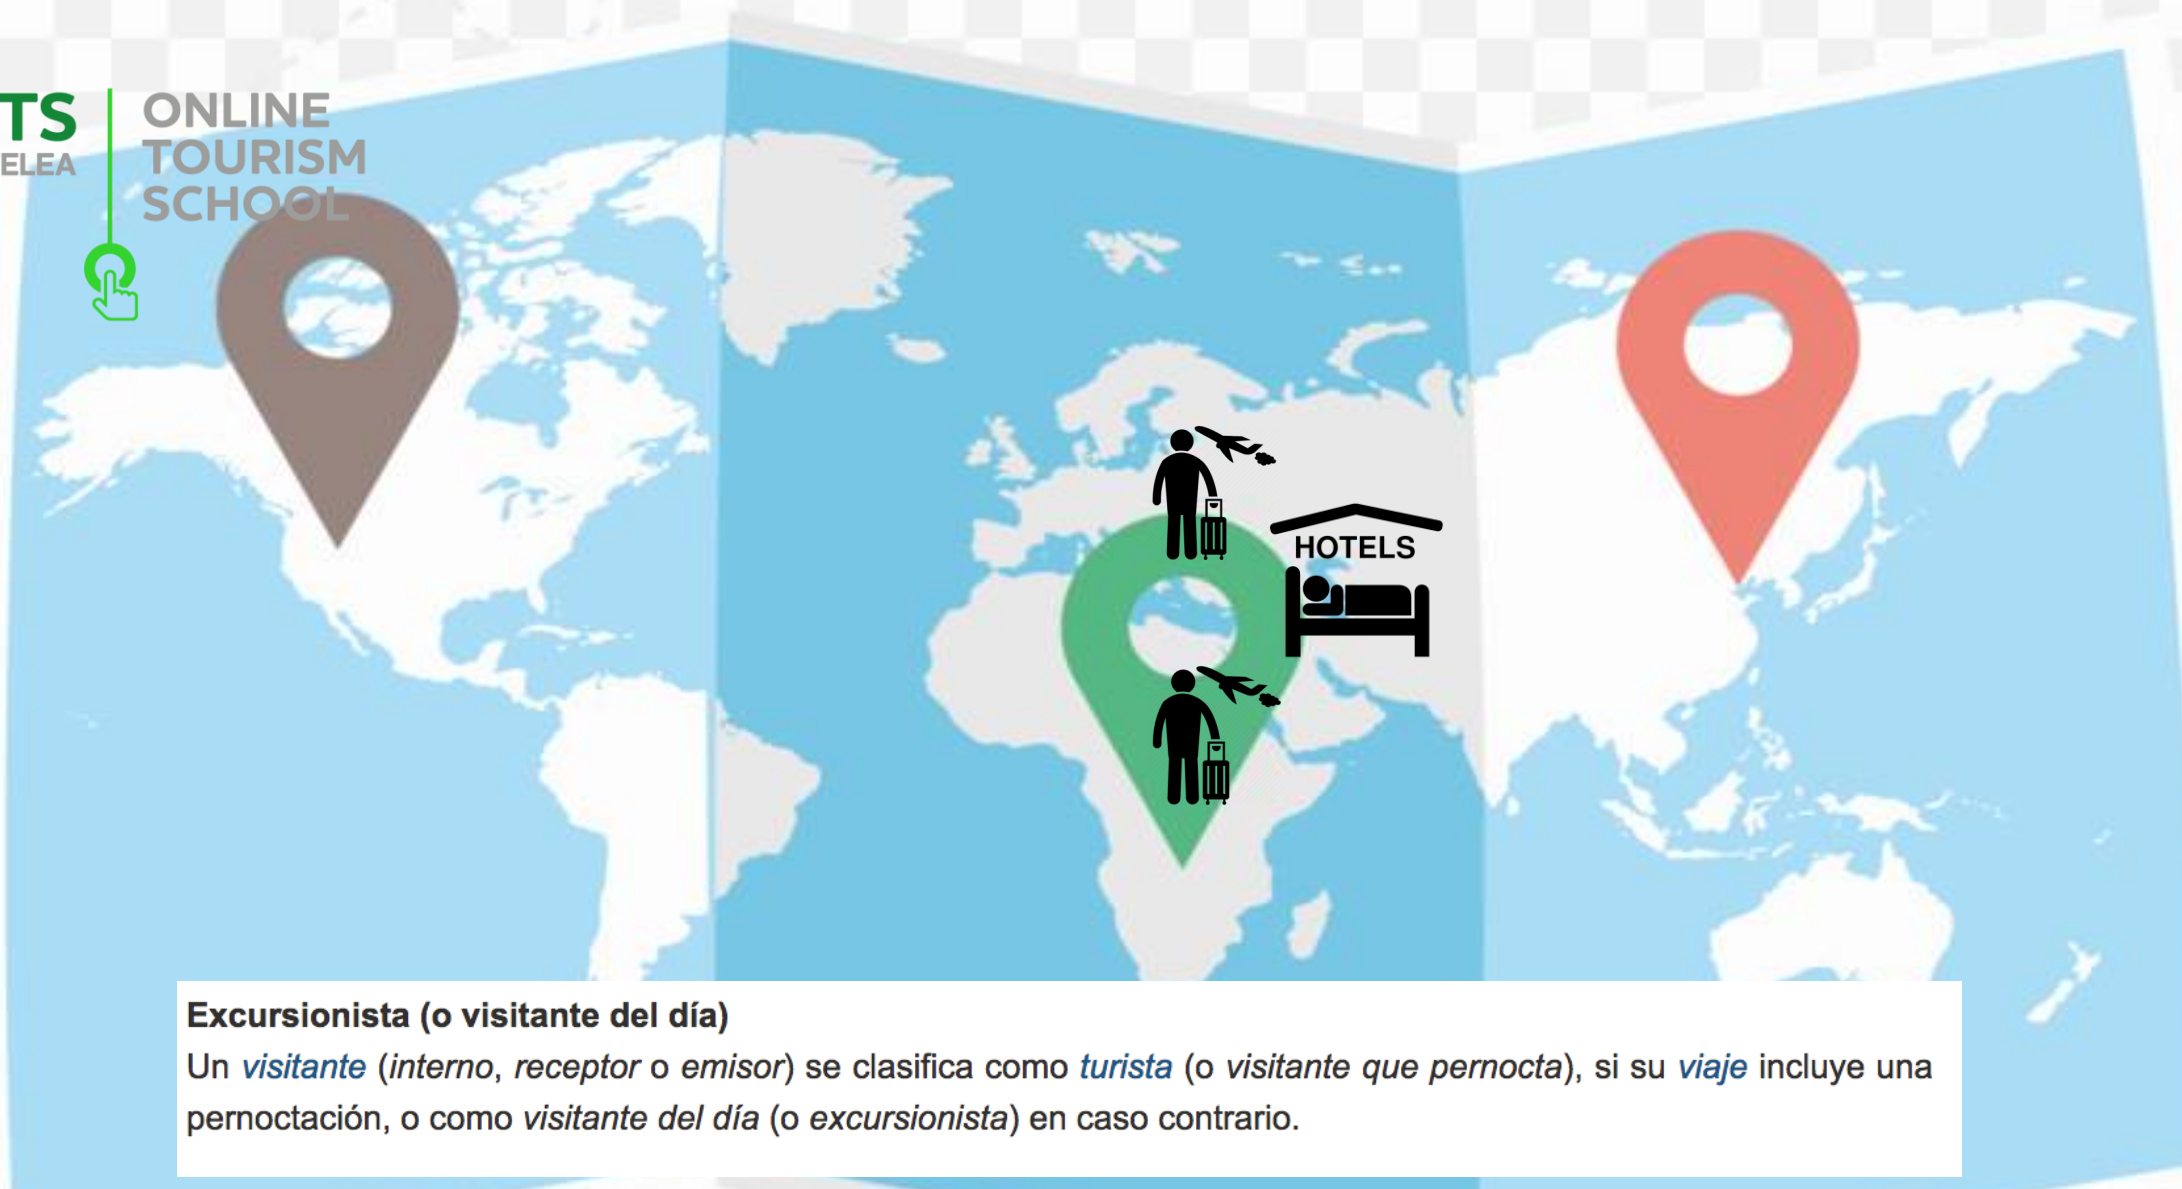 TS
ELEA
ONLINE
TOURISM
SCHOOL
HOTELS
Excursionista (o visitante del día)
Un visitante (interno, receptor o emisor) se clasifica como turista (o visitante que pernocta), si su viaje incluye una
pernoctación, o como visitante del día (o excursionista) en caso contrario.